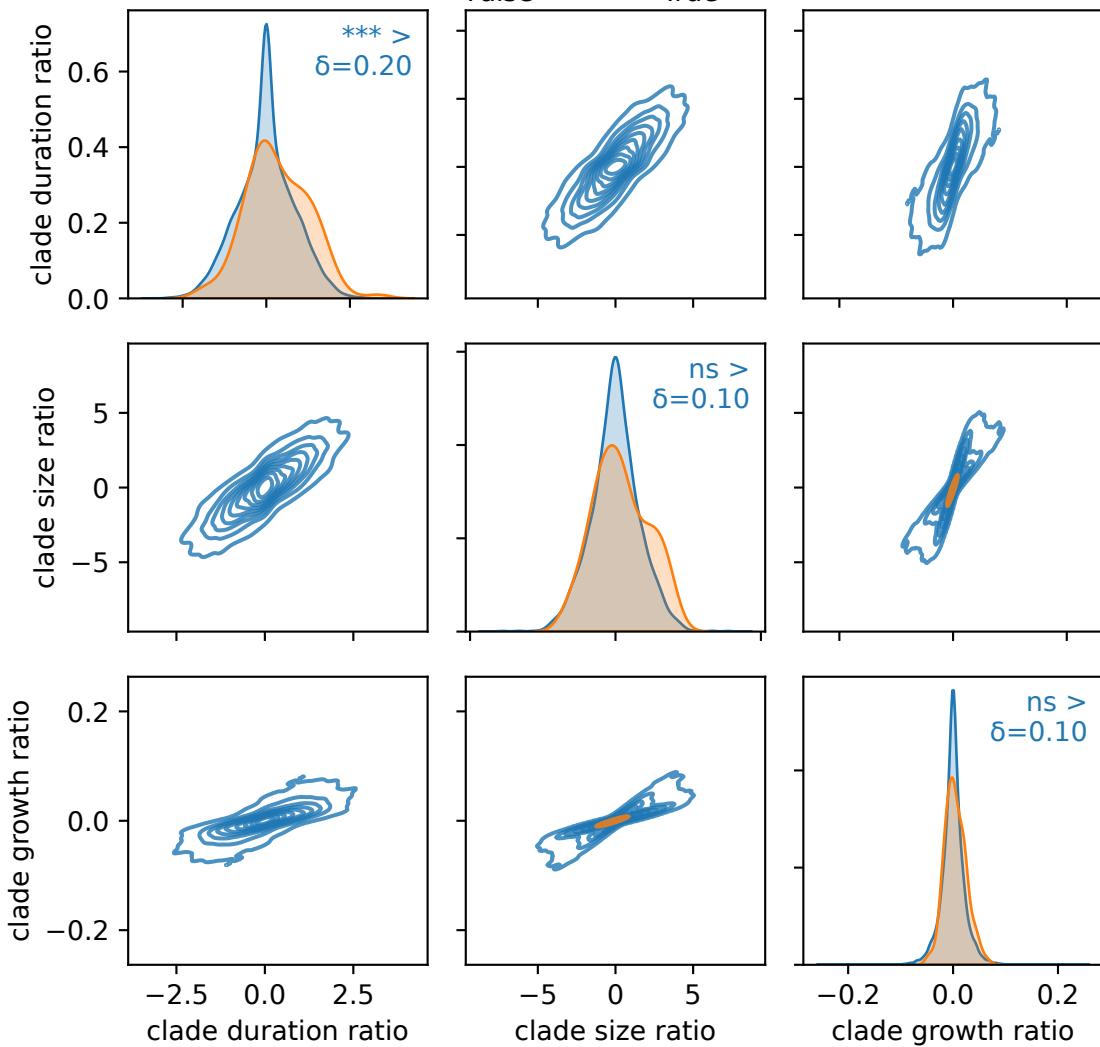 clade duration ratio
0.6
0.4
0.2
0.0
*** >
δ=0.20
clade size ratio
5
0
−5
ns >
δ=0.10
clade growth ratio
0.2
0.0
−0.2
ns >
δ=0.10
−2.5 0.0 2.5
−5 0 5
−0.2 0.0 0.2
clade duration ratio
clade size ratio
clade growth ratio